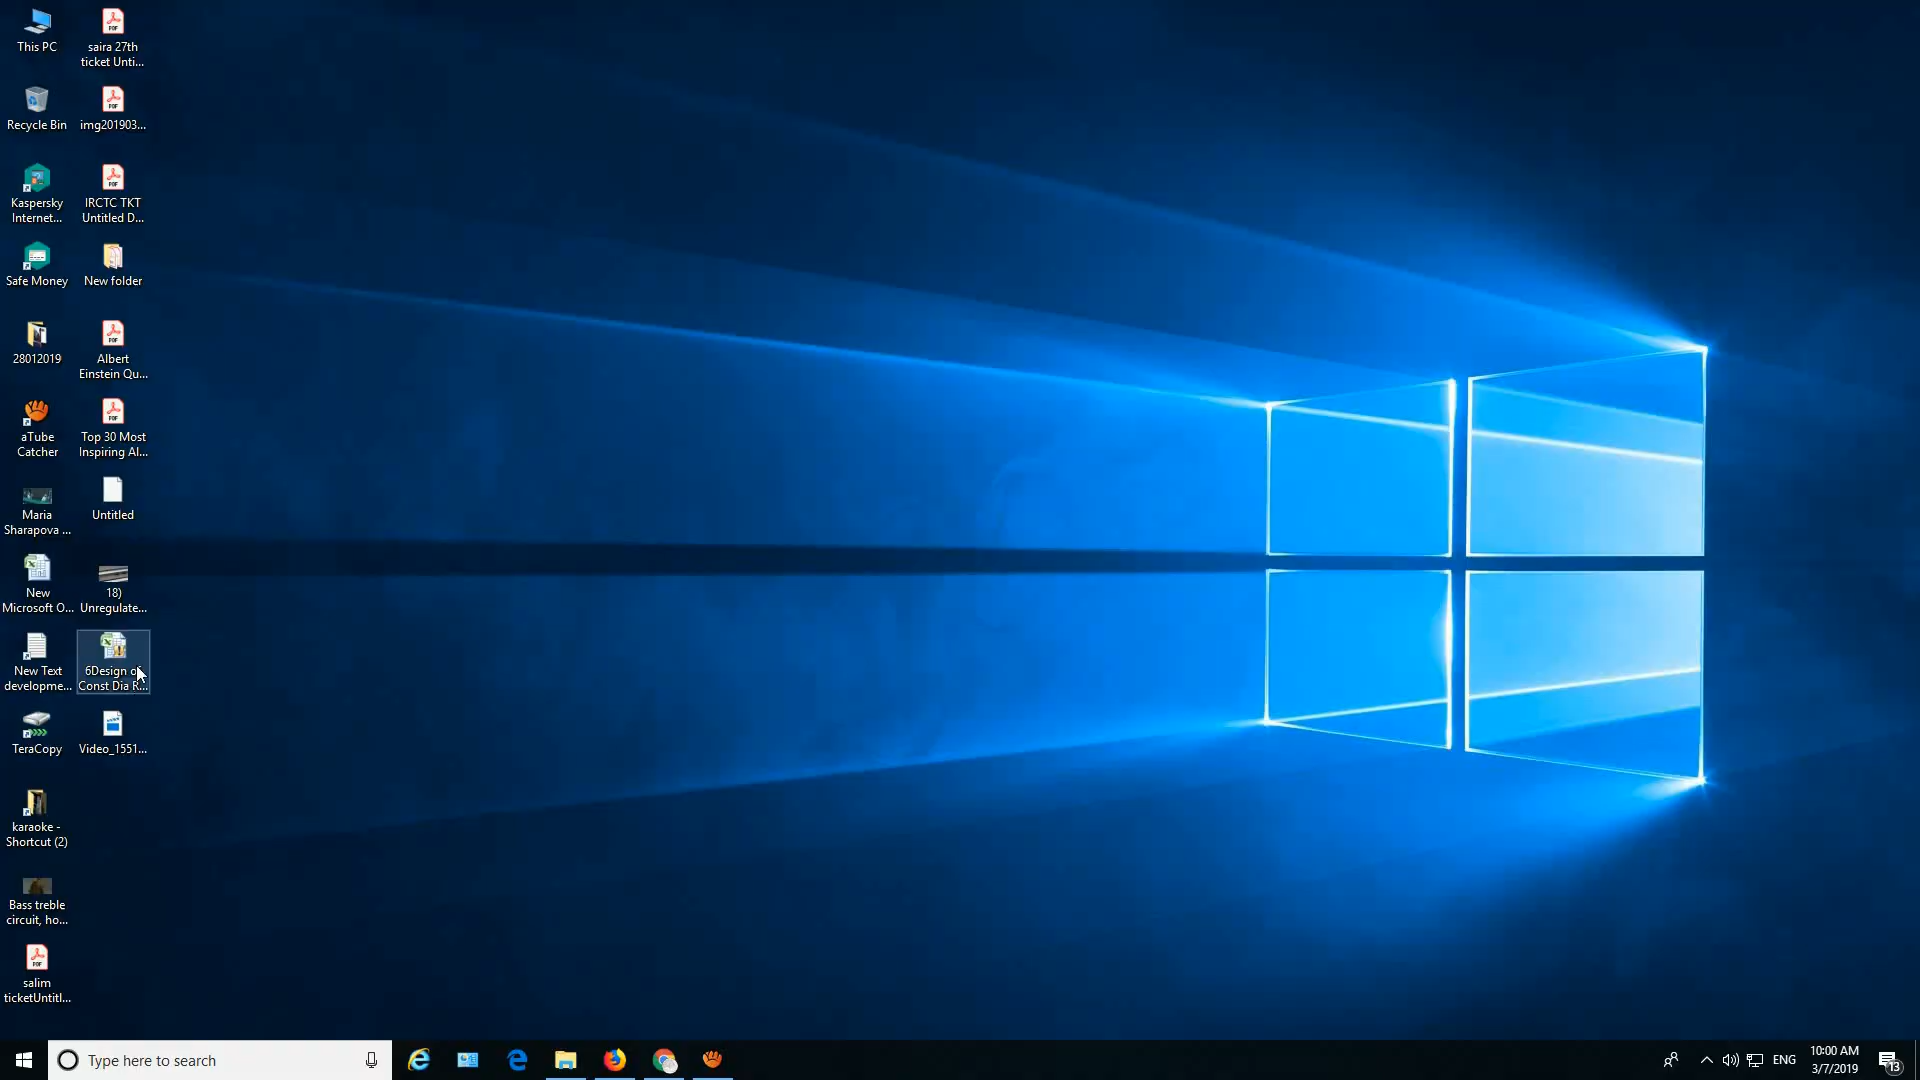 This PC
Recycle Bin
Kaspersky
Internet...
Safe Money
28012019
aTube
Catcher
Maria
Sharapova ...
New
Microsoft O...
New Text
developme...
TeraCopy
karaoke -
Shortcut (2)
Bass treble
circuit, ho...
salim
ticketUntitl...
saira 27th
ticket Unti...
img201903...
IRCTC TKT
Untitled D...
New folder
Albert
Einstein Qu...
Top 30 Most
Inspiring Al...
Untitled
18)
Unregulate...
6Design of
Const Dia R...
Video_1551...
Type here to search
ENG
10:00 AM
3/7/2019
13